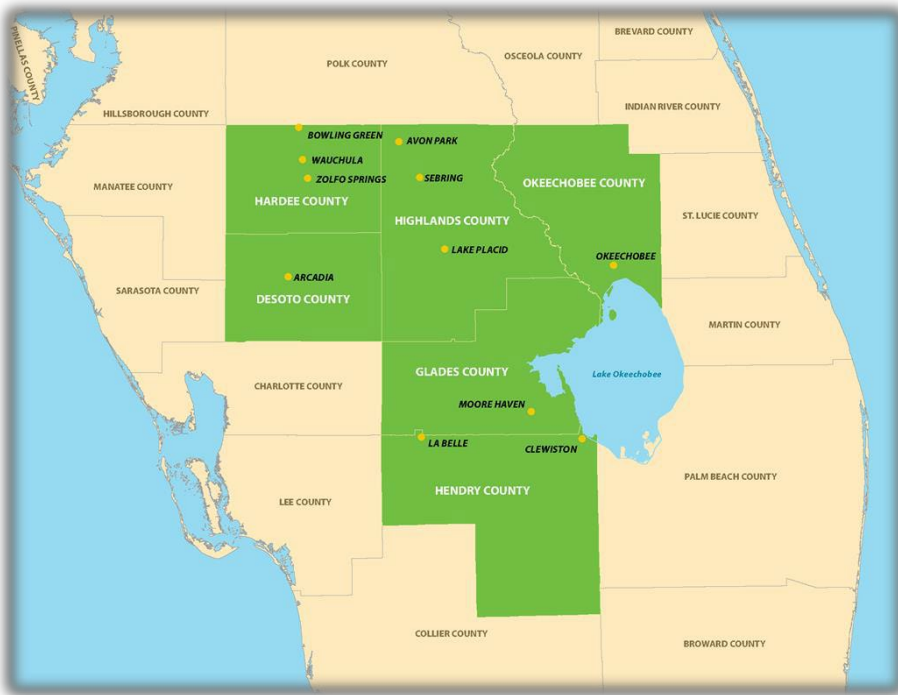 BREVARD COUNTY
PINELLAS COUNTY
OSCEOLA COUNTY
POLK COUNTY
INDIAN RIVER COUNTY
HILLSBOROUGH COUNTY
BOWLING GREEN
AVON PARK
WAUCHULA
ZOLFO SPRINGS
SEBRING
OKEECHOBEE COUNTY
MANATEE COUNTY
HARDEE COUNTY
HIGHLANDS COUNTY
ST. LUCIE COUNTY
LAKE PLACID
OKEECHOBEE
ARCADIA
SARASOTA COUNTY
DESOTO COUNTY
MARTIN COUNTY
GLADES COUNTY
Lake Okeechobee
CHARLOTTE COUNTY
MOORE HAVEN
LA BELLE
CLEWISTON
PALM BEACH COUNTY
HENDRY COUNTY
LEE COUNTY
COLLIER COUNTY
BROWARD COUNTY